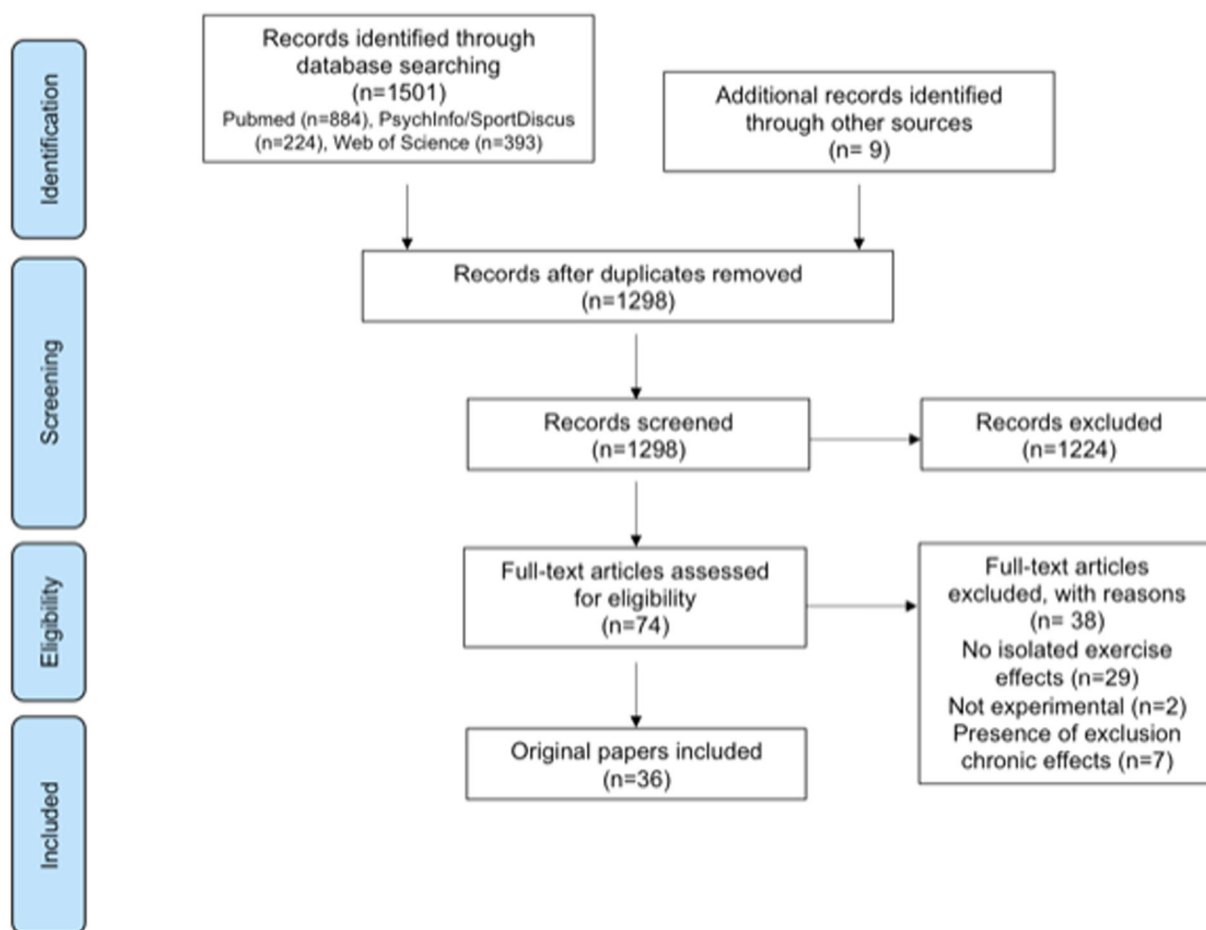 Identification
Records identified through
database searching
(n=1501)
Pubmed (n=884), PsychInfo/SportDiscus
(n=224), Web of Science (n=393)
Additional records identified
through other sources
(n= 9)
Screening
Records after duplicates removed
(n=1298)
Records screened
(n=1298)
Records excluded
(n=1224)
Eligibility
Full-text articles assessed
for eligibility
(n=74)
Full-text articles
excluded, with reasons
(n= 38)
No isolated exercise
effects (n=29)
Not experimental (n=2)
Presence of exclusion
chronic effects (n=7)
Included
Original papers included
(n=36)